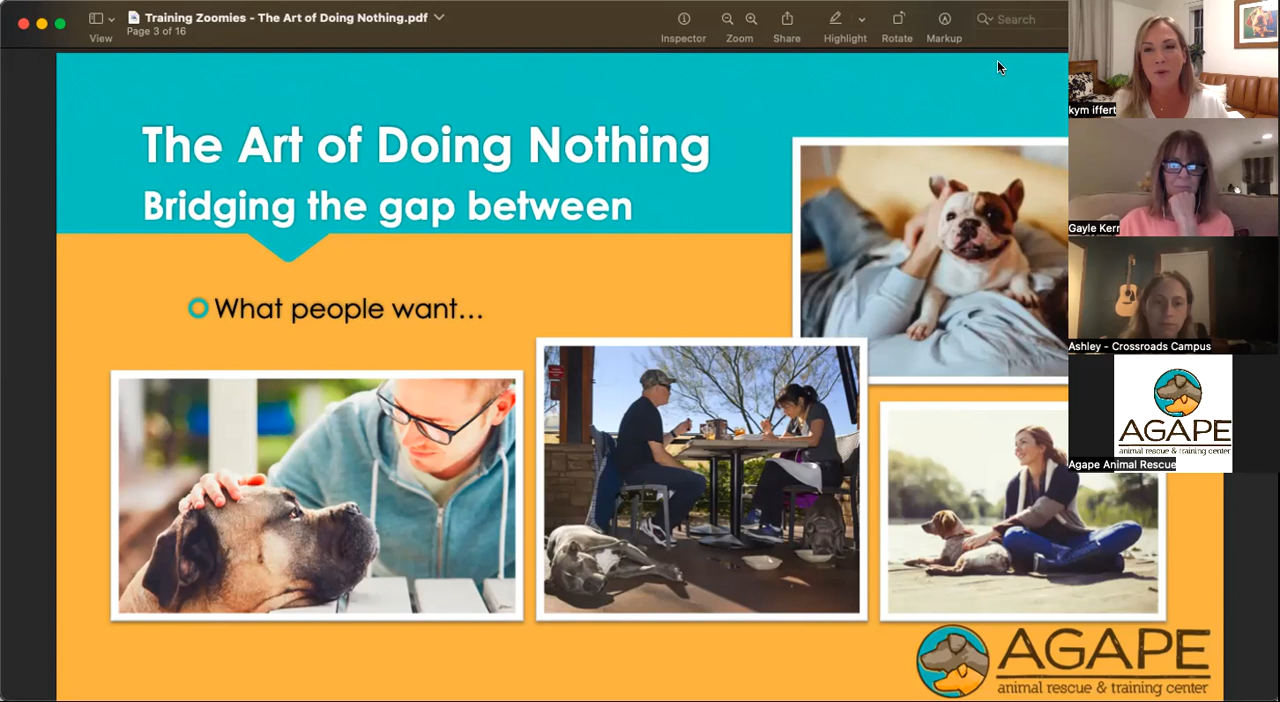 Training Zoomies - The Art of Doing Nothing.pdf
Page 3 of 16
View
Inspector
Zoom
Share
Highlight
Rotate
Markup
Search
The Art of Doing Nothing
Bridging the gap between
What people want...
kym iffert
Gayle Kerr
Ashley - Crossroads Campus
AGAPE
animal rescue & training center
Agape Animal Rescue
AGAPE
animal rescue & training center